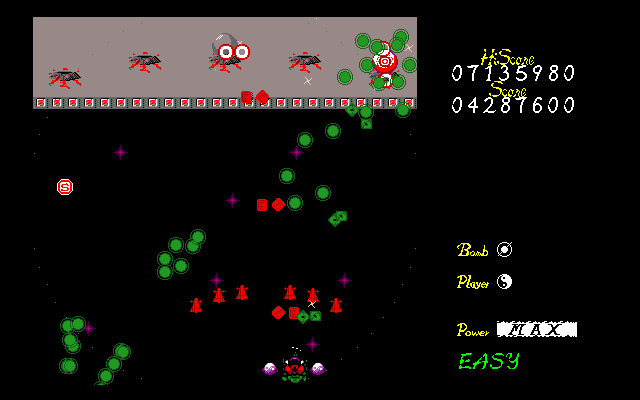 HiScore
07135980
Score
04287600
S
Bomb
Player
Power MAX
EASY